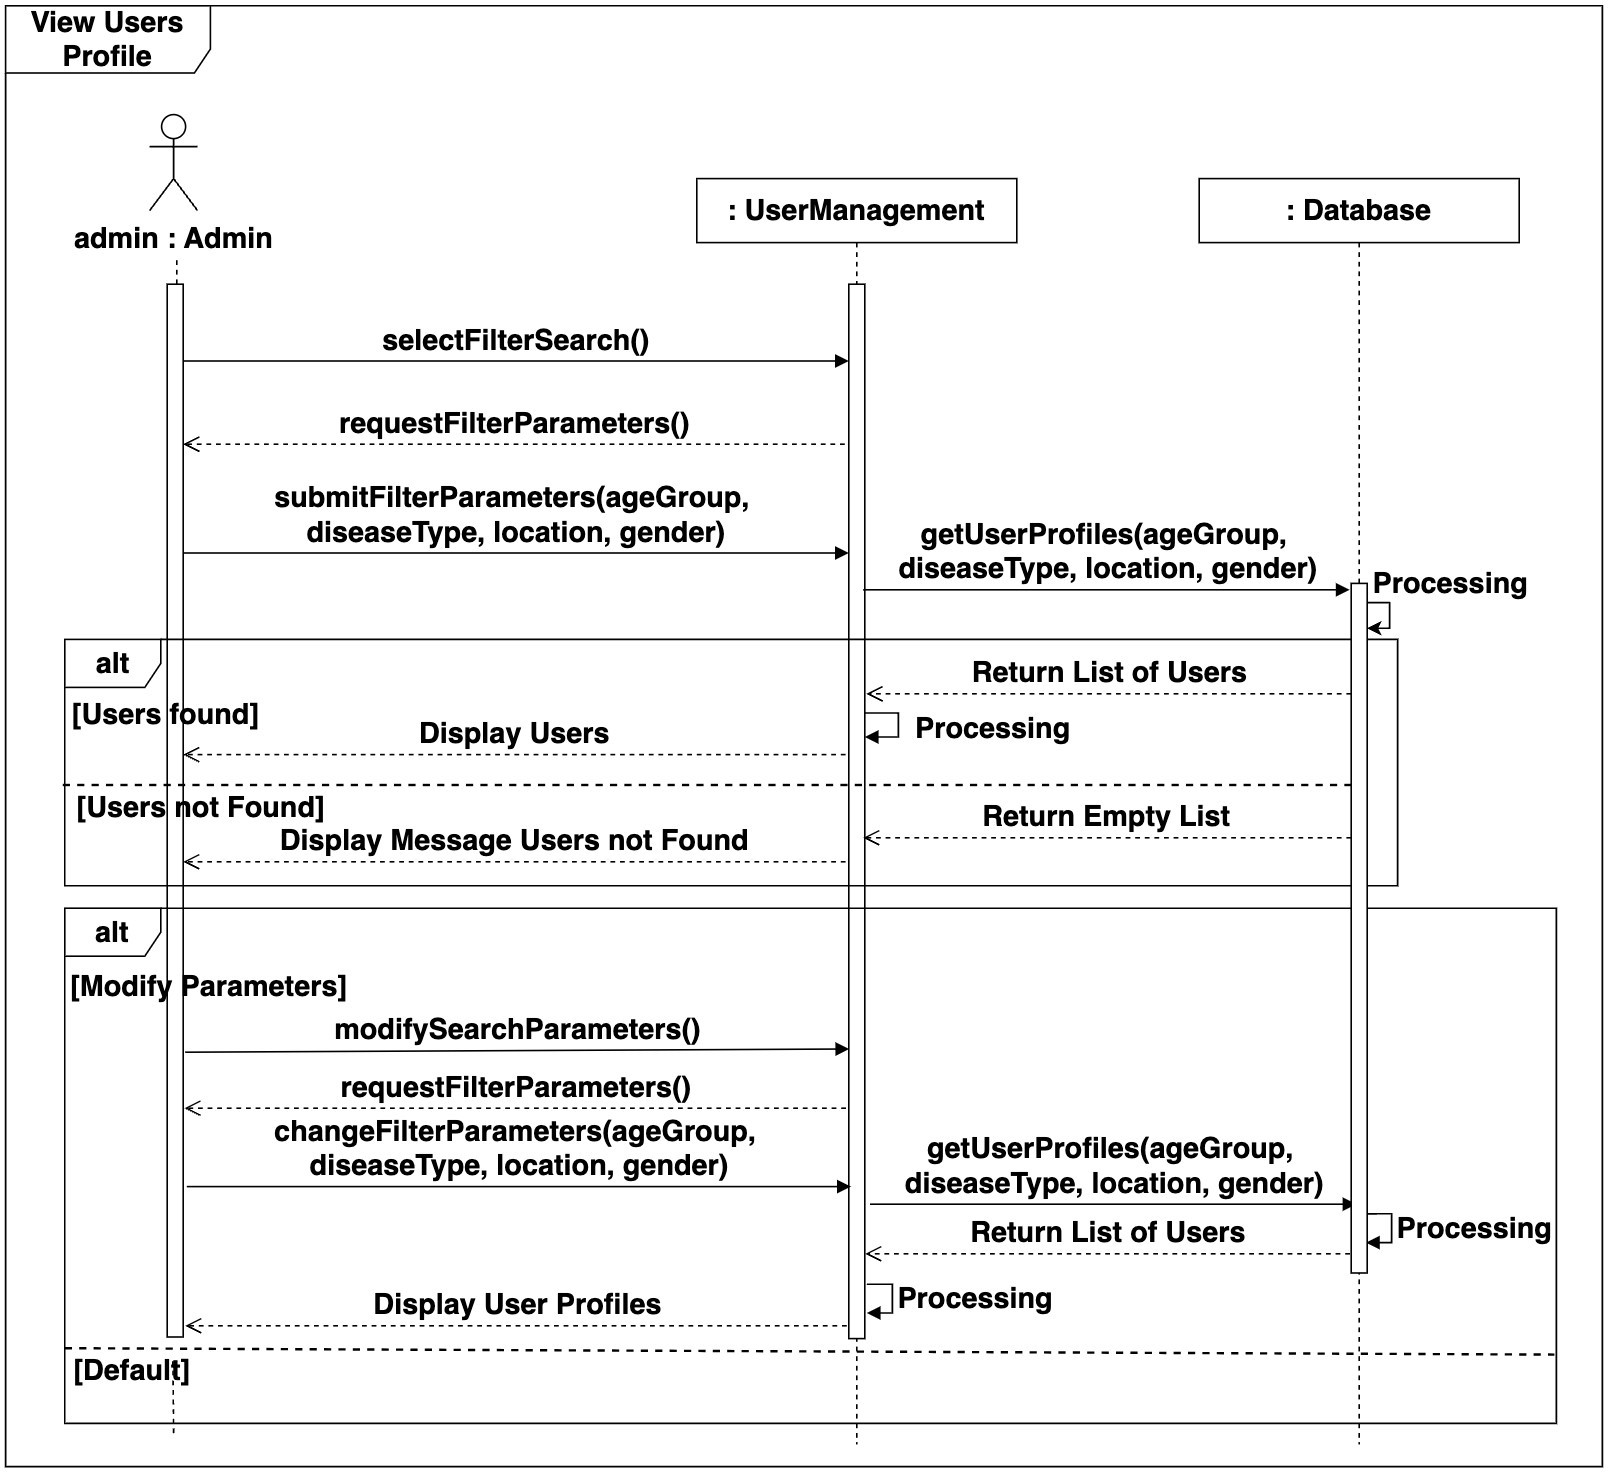 View Users
Profile
admin : Admin
: UserManagement
: Database
selectFilterSearch()
requestFilterParameters()
submitFilterParameters(ageGroup,
diseaseType, location, gender)
getUserProfiles(ageGroup,
diseaseType, location, gender)
Processing
alt
[Users found]
Return List of Users
Processing
Display Users
[Users not Found]
Return Empty List
Display Message Users not Found
alt
[Modify Parameters]
modifySearchParameters()
requestFilterParameters()
changeFilterParameters(ageGroup,
diseaseType, location, gender)
getUserProfiles(ageGroup,
diseaseType, location, gender)
Processing
Return List of Users
Processing
Display User Profiles
[Default]